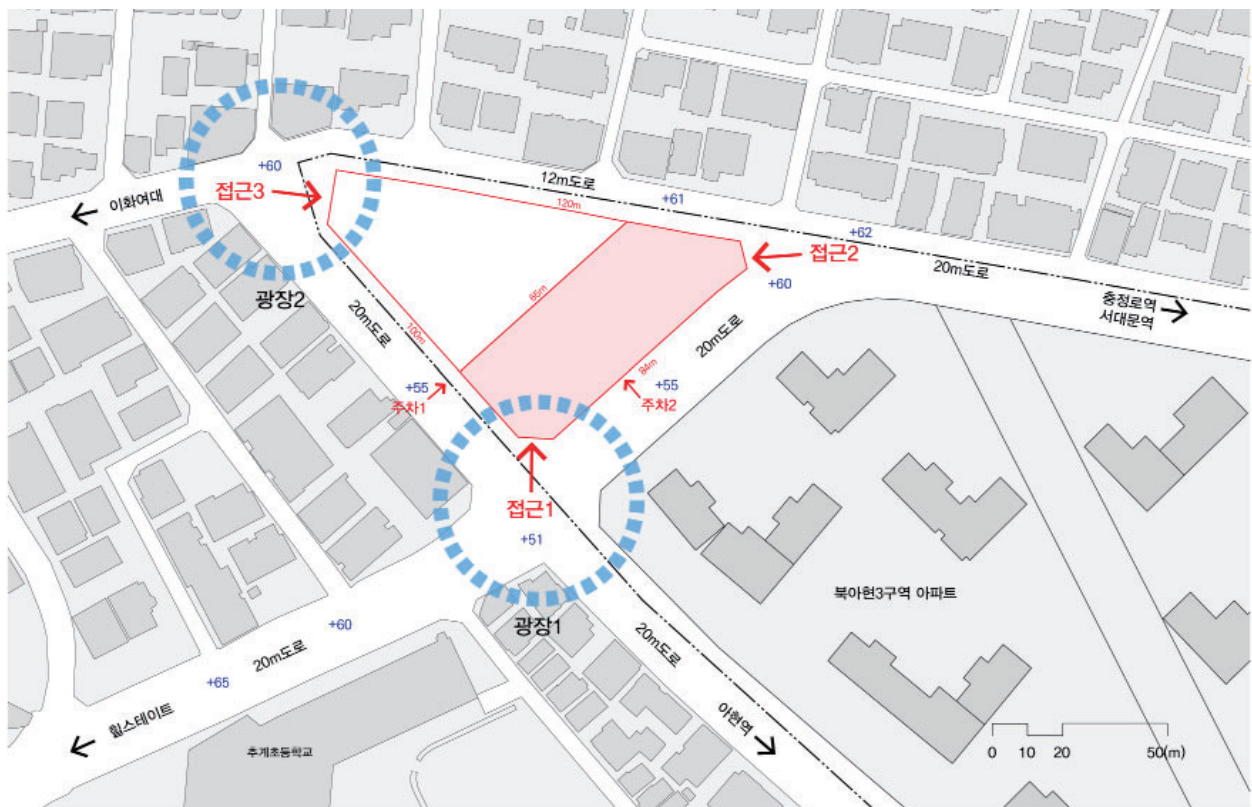 +60
접근3
이화여대
12m도로
+61
120m
+62
접근2
20m도로
충정로역
서대문역
+60
광장2
20m도로
65m
100m
20m도로
84m
+55
주차1
+55
주차2
접근1
+51
북아현3구역 아파트
광장1
+60
20m도로
20m도로
+65
힐스테이트
아현역
추계초등학교
0 10 20 50(m)